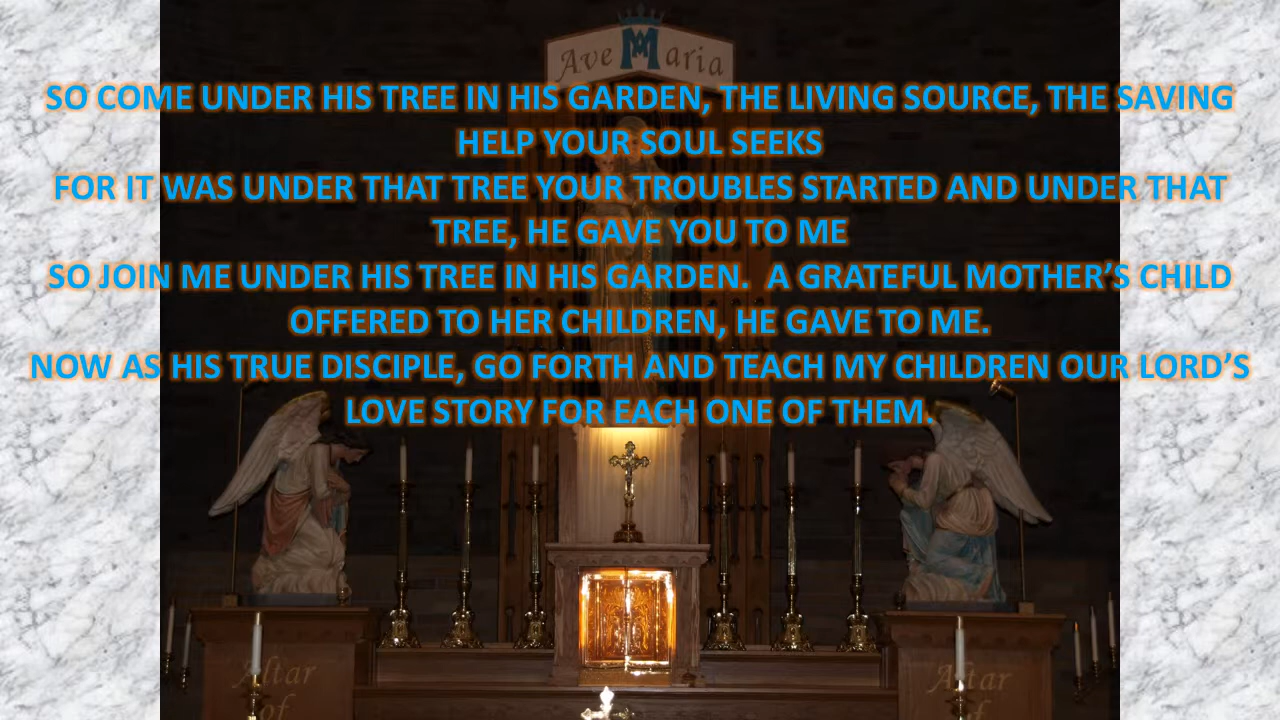 Ave Maria
SO COME UNDER HIS TREE IN HIS GARDEN, THE LIVING SOURCE, THE SAVING
HELP YOUR SOUL SEEKS
FOR IT WAS UNDER THAT TREE YOUR TROUBLES STARTED AND UNDER THAT
TREE, HE GAVE YOU TO ME
SO JOIN ME UNDER HIS TREE IN HIS GARDEN.  A GRATEFUL MOTHER’S CHILD
OFFERED TO HER CHILDREN, HE GAVE TO ME.
NOW AS HIS TRUE DISCIPLE, GO FORTH AND TEACH MY CHILDREN OUR LORD’S
LOVE STORY FOR EACH ONE OF THEM.
Altar
of
Altar
of